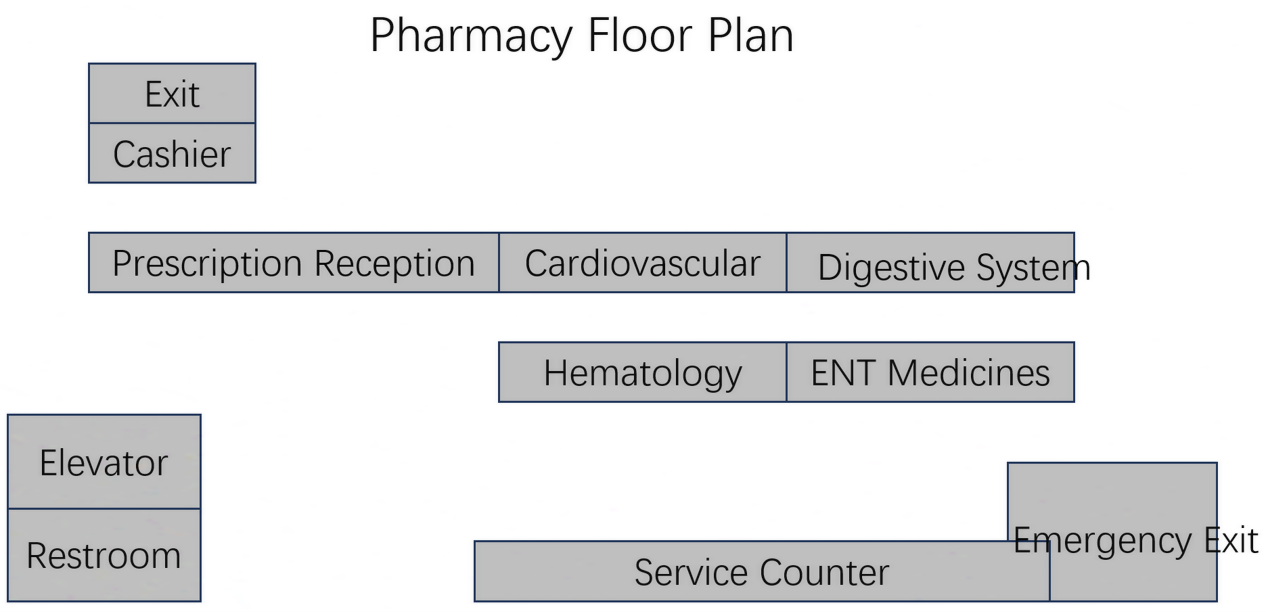 Pharmacy Floor Plan
Exit
Cashier
Prescription Reception
Cardiovascular
Digestive System
Hematology
ENT Medicines
Elevator
Restroom
Emergency Exit
Service Counter